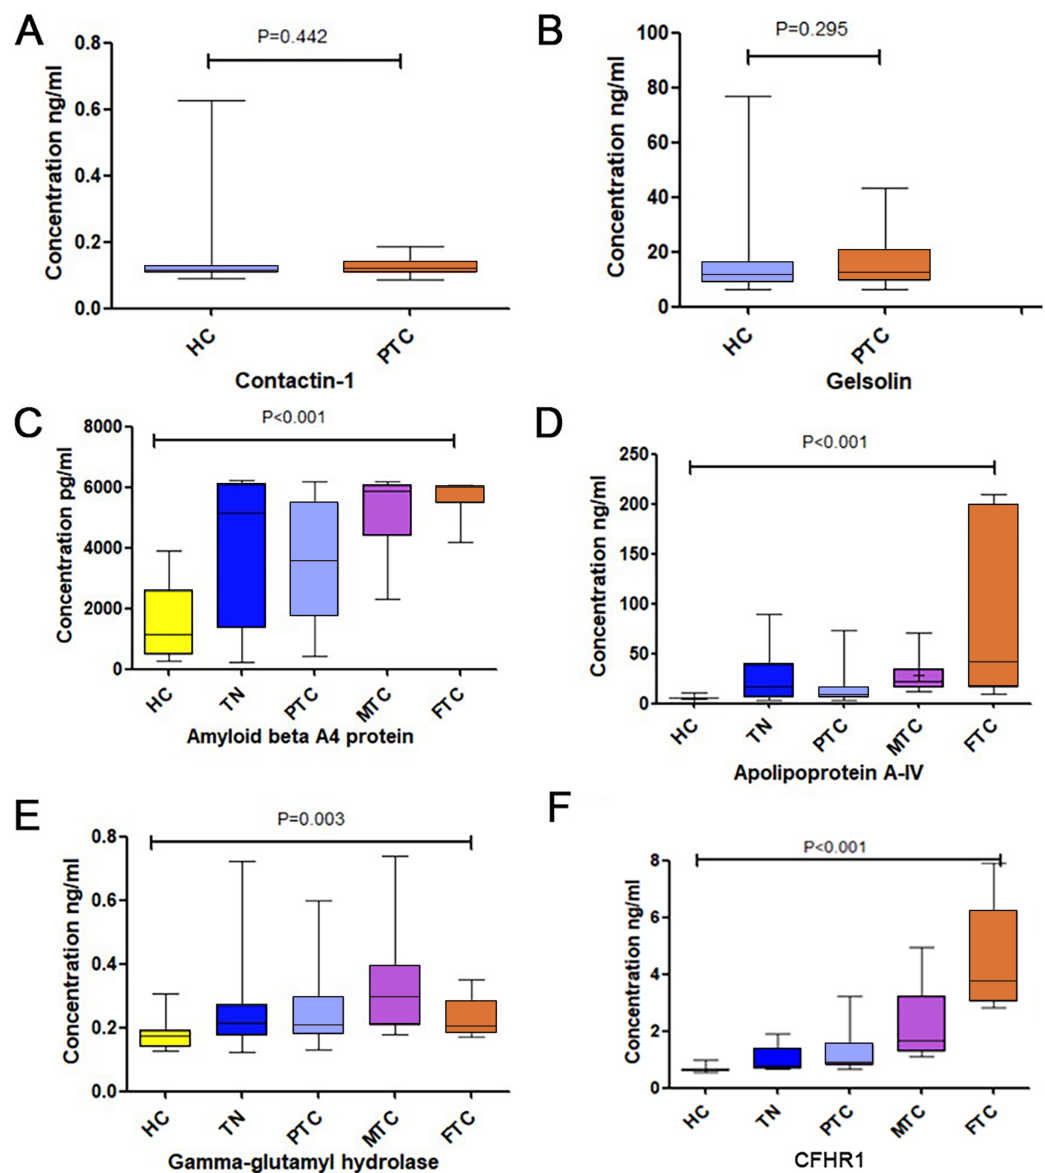 A
P=0.442
Concentration ng/ml
0.8
0.6
0.4
0.2
0.0
HC
PTC
Contactin-1
B
P=0.295
Concentration ng/ml
100
80
60
40
20
0
HC
PTC
Gelsolin
C
P<0.001
Concentration pg/ml
8000
6000
4000
2000
0
HC
TN
PTC
MTC
FTC
Amyloid beta A4 protein
D
P<0.001
Concentration ng/ml
250
200
150
100
50
0
HC
TN
PTC
MTC
FTC
Apolipoprotein A-IV
E
P=0.003
Concentration ng/ml
0.8
0.6
0.4
0.2
0.0
HC
TN
PTC
MTC
FTC
Gamma-glutamyl hydrolase
F
P<0.001
Concentration ng/ml
8
6
4
2
0
HC
TN
PTC
MTC
FTC
CFHR1